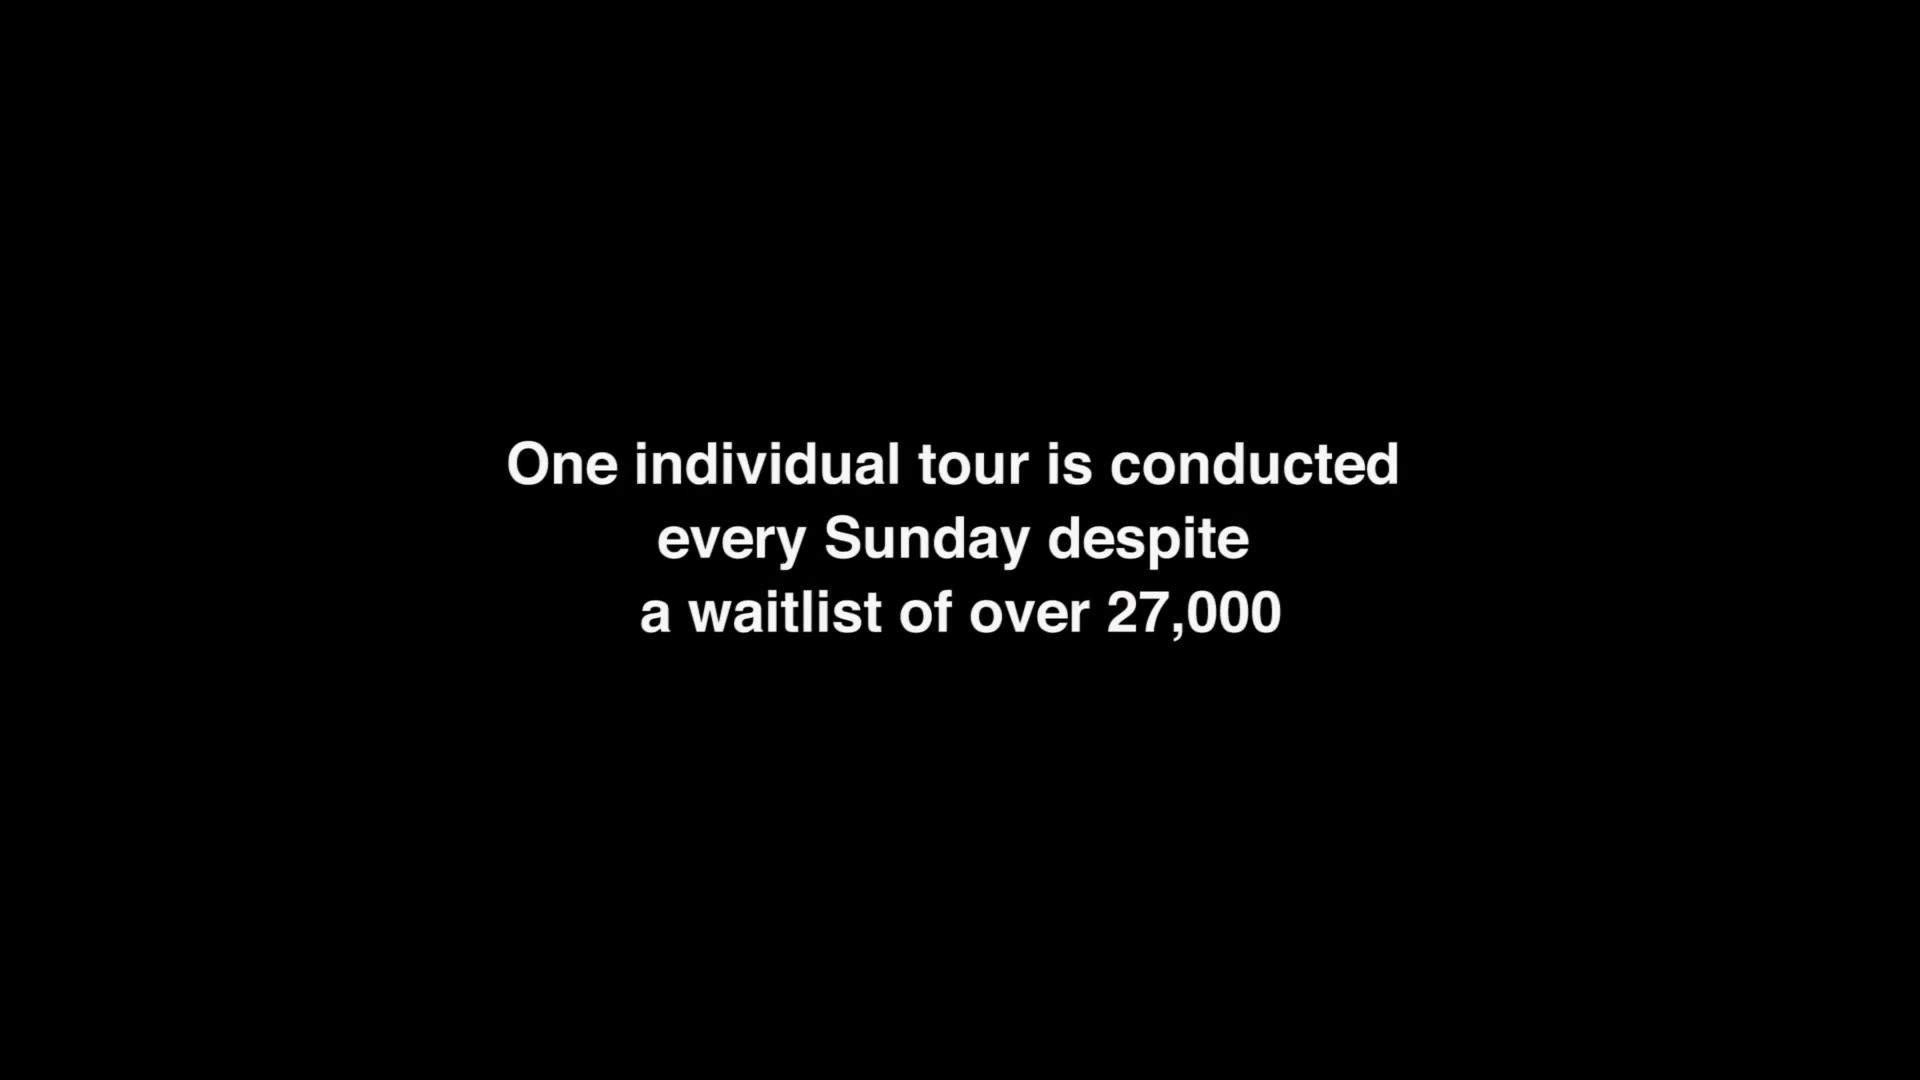 One individual tour is conducted
every Sunday despite
a waitlist of over 27,000